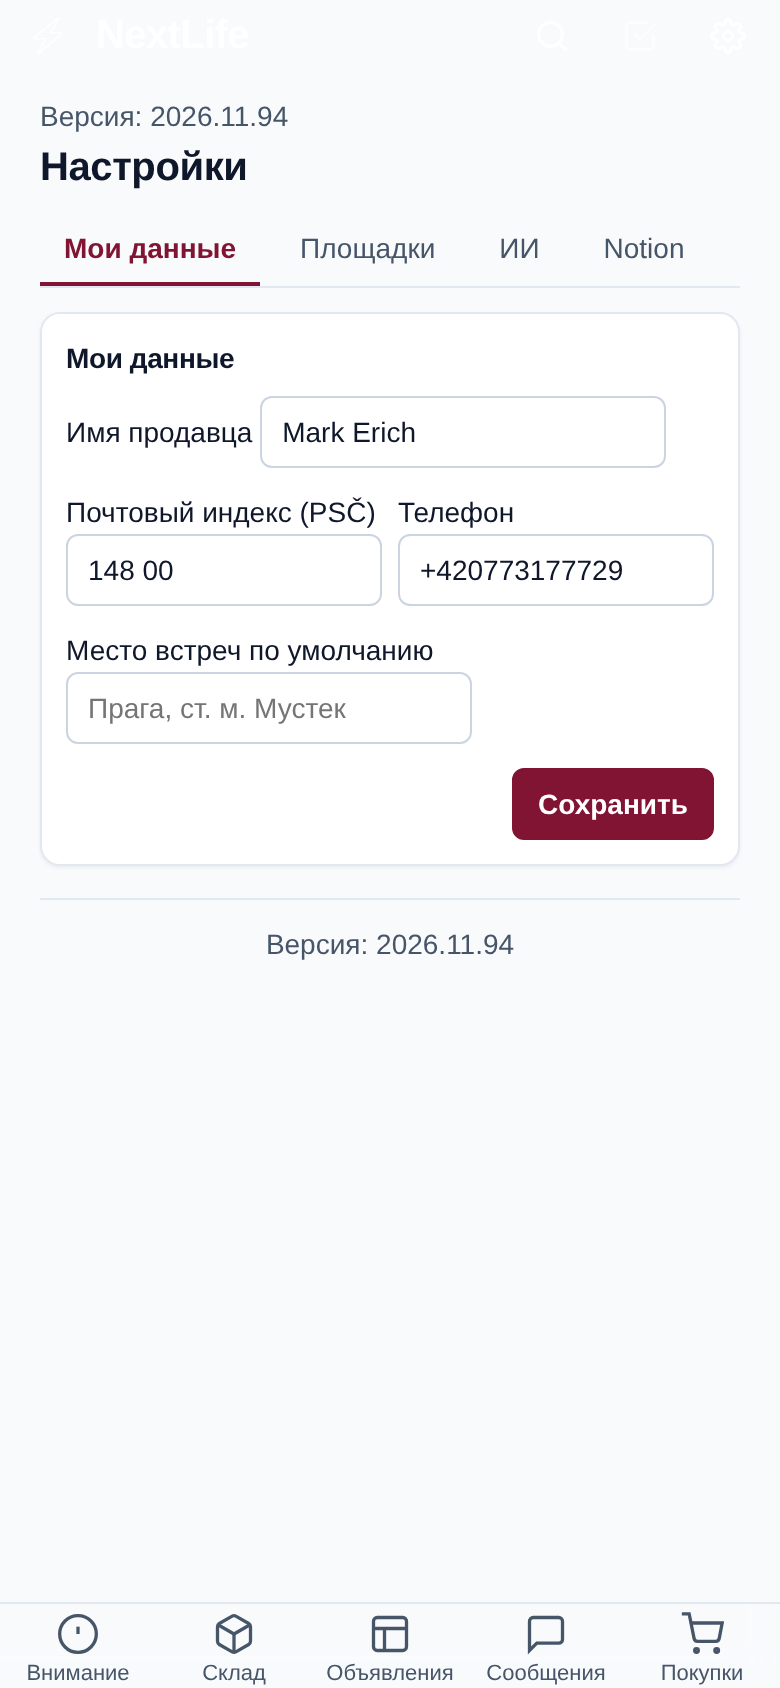 NextLife
Версия: 2026.11.94
Настройки
Мои данные Площадки ИИ Notion
Мои данные
Имя продавца Mark Erich
Почтовый индекс (PSČ) Телефон
148 00 +420773177729
Место встреч по умолчанию
Прага, ст. м. Мустек
Сохранить
Версия: 2026.11.94
Внимание Склад Объявления Сообщения Покупки